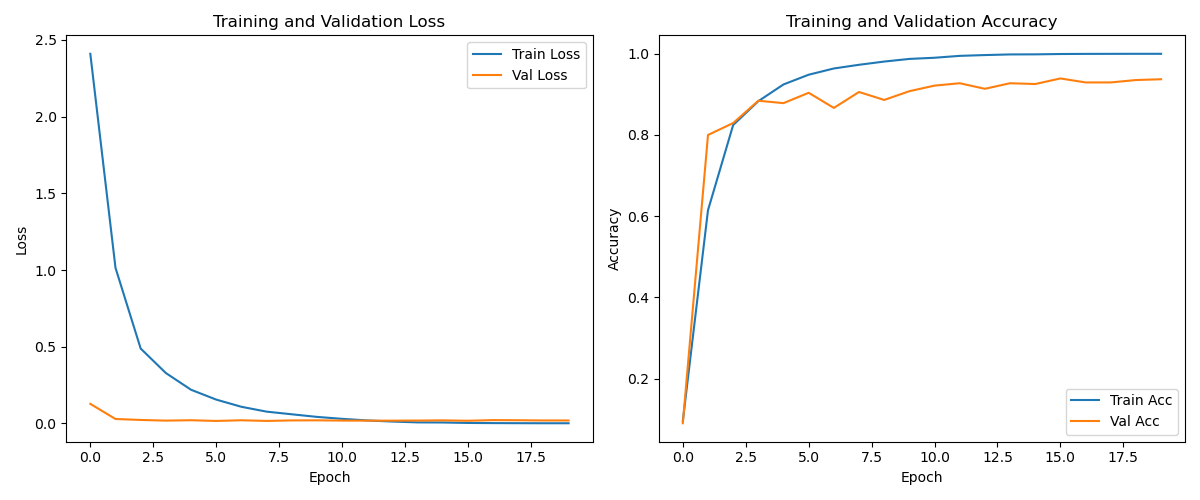 Training and Validation Loss
2.5
2.0
1.5
1.0
0.5
0.0
Loss
Train Loss
Val Loss
0.0 2.5 5.0 7.5 10.0 12.5 15.0 17.5
Epoch
Training and Validation Accuracy
1.0
0.8
0.6
0.4
0.2
Accuracy
Train Acc
Val Acc
0.0 2.5 5.0 7.5 10.0 12.5 15.0 17.5
Epoch